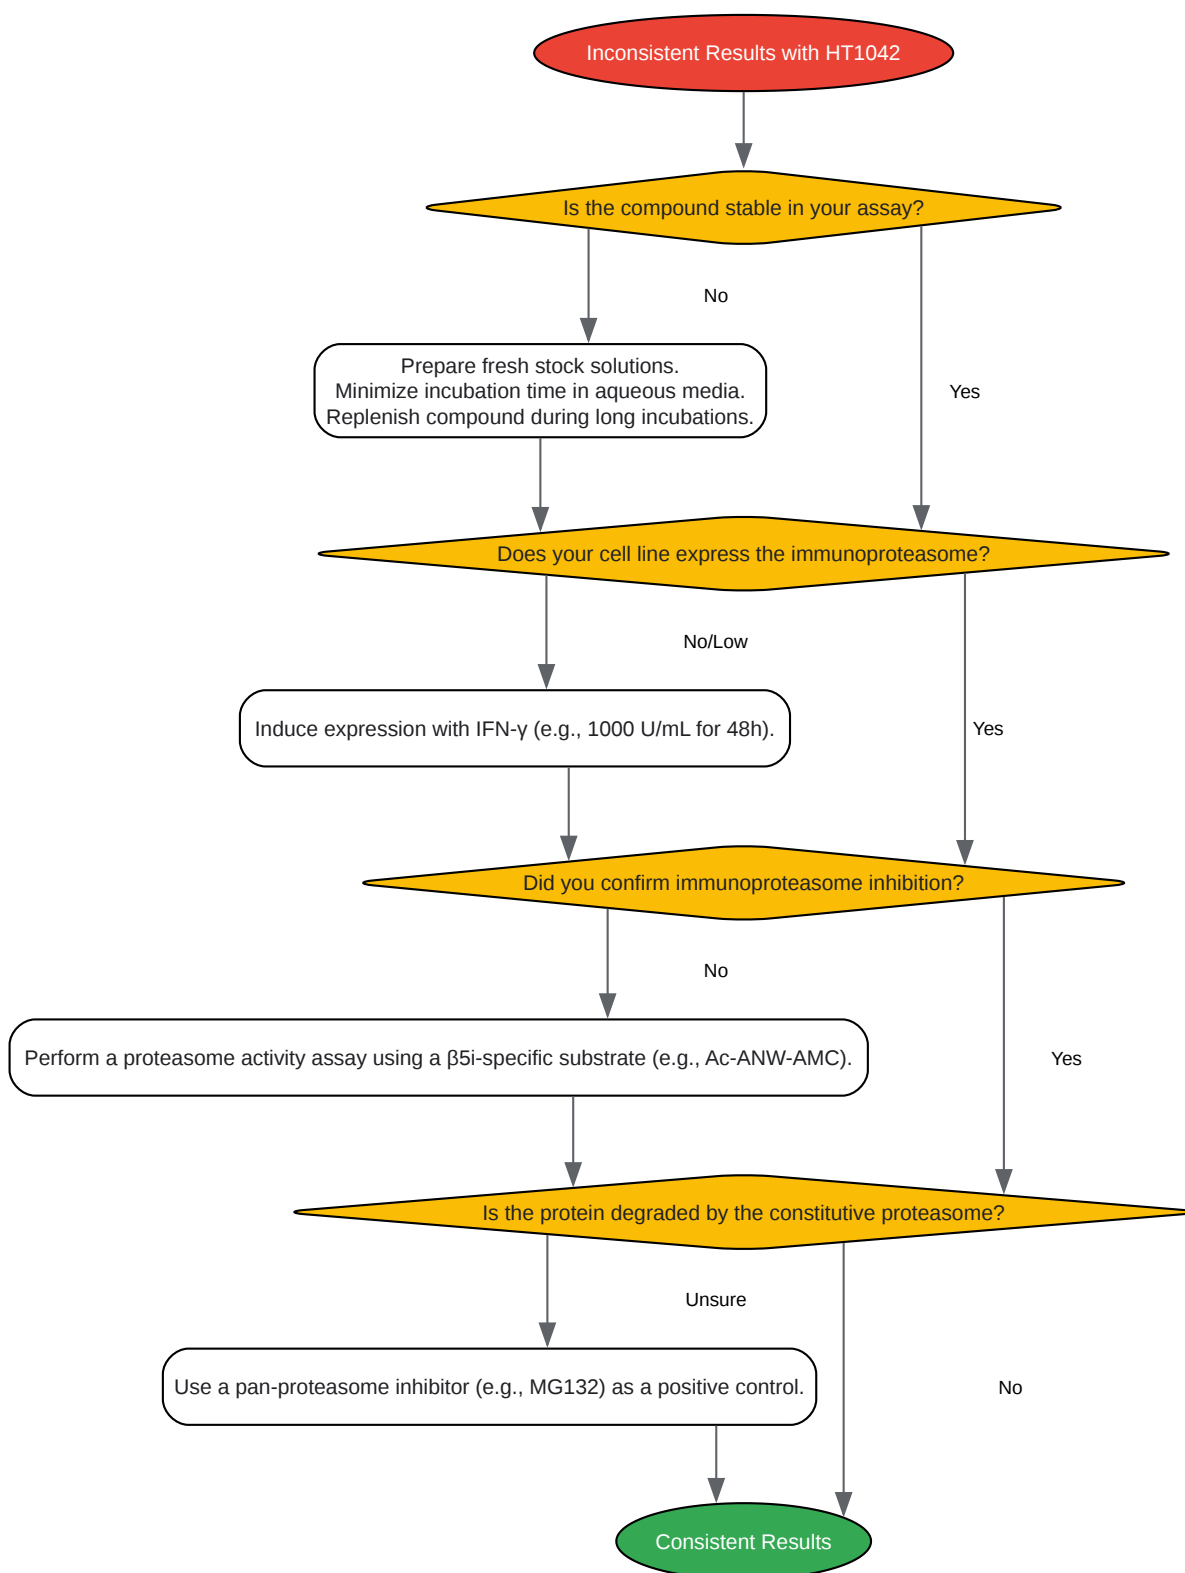 Inconsistent Results with HT1042
Is the compound stable in your assay?
No
Prepare fresh stock solutions.
Minimize incubation time in aqueous media.
Replenish compound during long incubations.
Yes
Does your cell line express the immunoproteasome?
No/Low
Induce expression with IFN-γ (e.g., 1000 U/mL for 48h).
Yes
Did you confirm immunoproteasome inhibition?
No
Perform a proteasome activity assay using a β5i-specific substrate (e.g., Ac-ANW-AMC).
Yes
Is the protein degraded by the constitutive proteasome?
Unsure
Use a pan-proteasome inhibitor (e.g., MG132) as a positive control.
No
Consistent Results